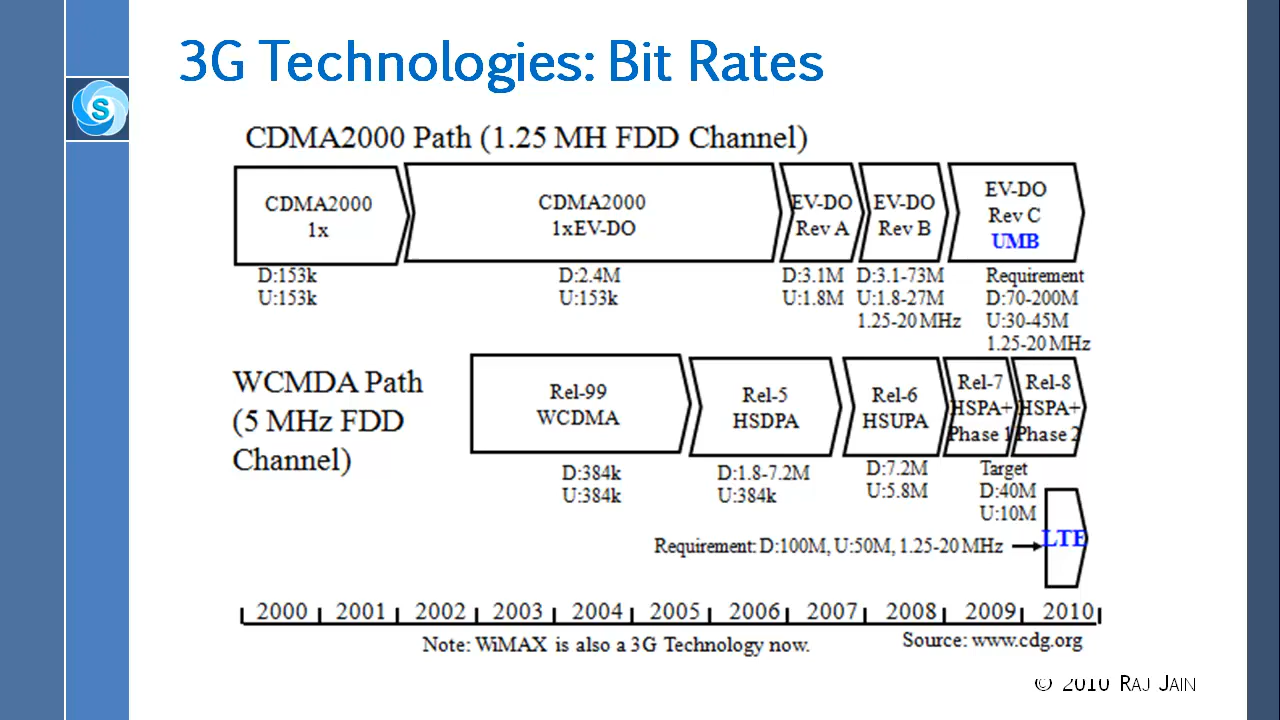 3G Technologies: Bit Rates
S
CDMA2000 Path (1.25 MH FDD Channel)
CDMA2000
1x
CDMA2000
1xEV-DO
EV-DO
Rev A
EV-DO
Rev B
EV-DO
Rev C
UMB
D:153k
U:153k
D:2.4M
U:153k
D:3.1M
U:1.8M
D:3.1-73M
U:1.8-27M
1.25-20 MHz
Requirement
D:70-200M
U:30-45M
1.25-20 MHz
WCMDA Path
(5 MHz FDD
Channel)
Rel-99
WCDMA
Rel-5
HSDPA
Rel-6
HSUPA
Rel-7
HSPA+
Phase 1
Rel-8
HSPA+
Phase 2
D:384k
U:384k
D:1.8-7.2M
U:384k
D:7.2M
U:5.8M
Target
D:40M
U:10M
Requirement: D:100M, U:50M, 1.25-20 MHz
LTE
2000 2001 2002 2003 2004 2005 2006 2007 2008 2009 2010
Note: WiMAX is also a 3G Technology now.
Source: www.cdg.org
© 2010 Raj Jain